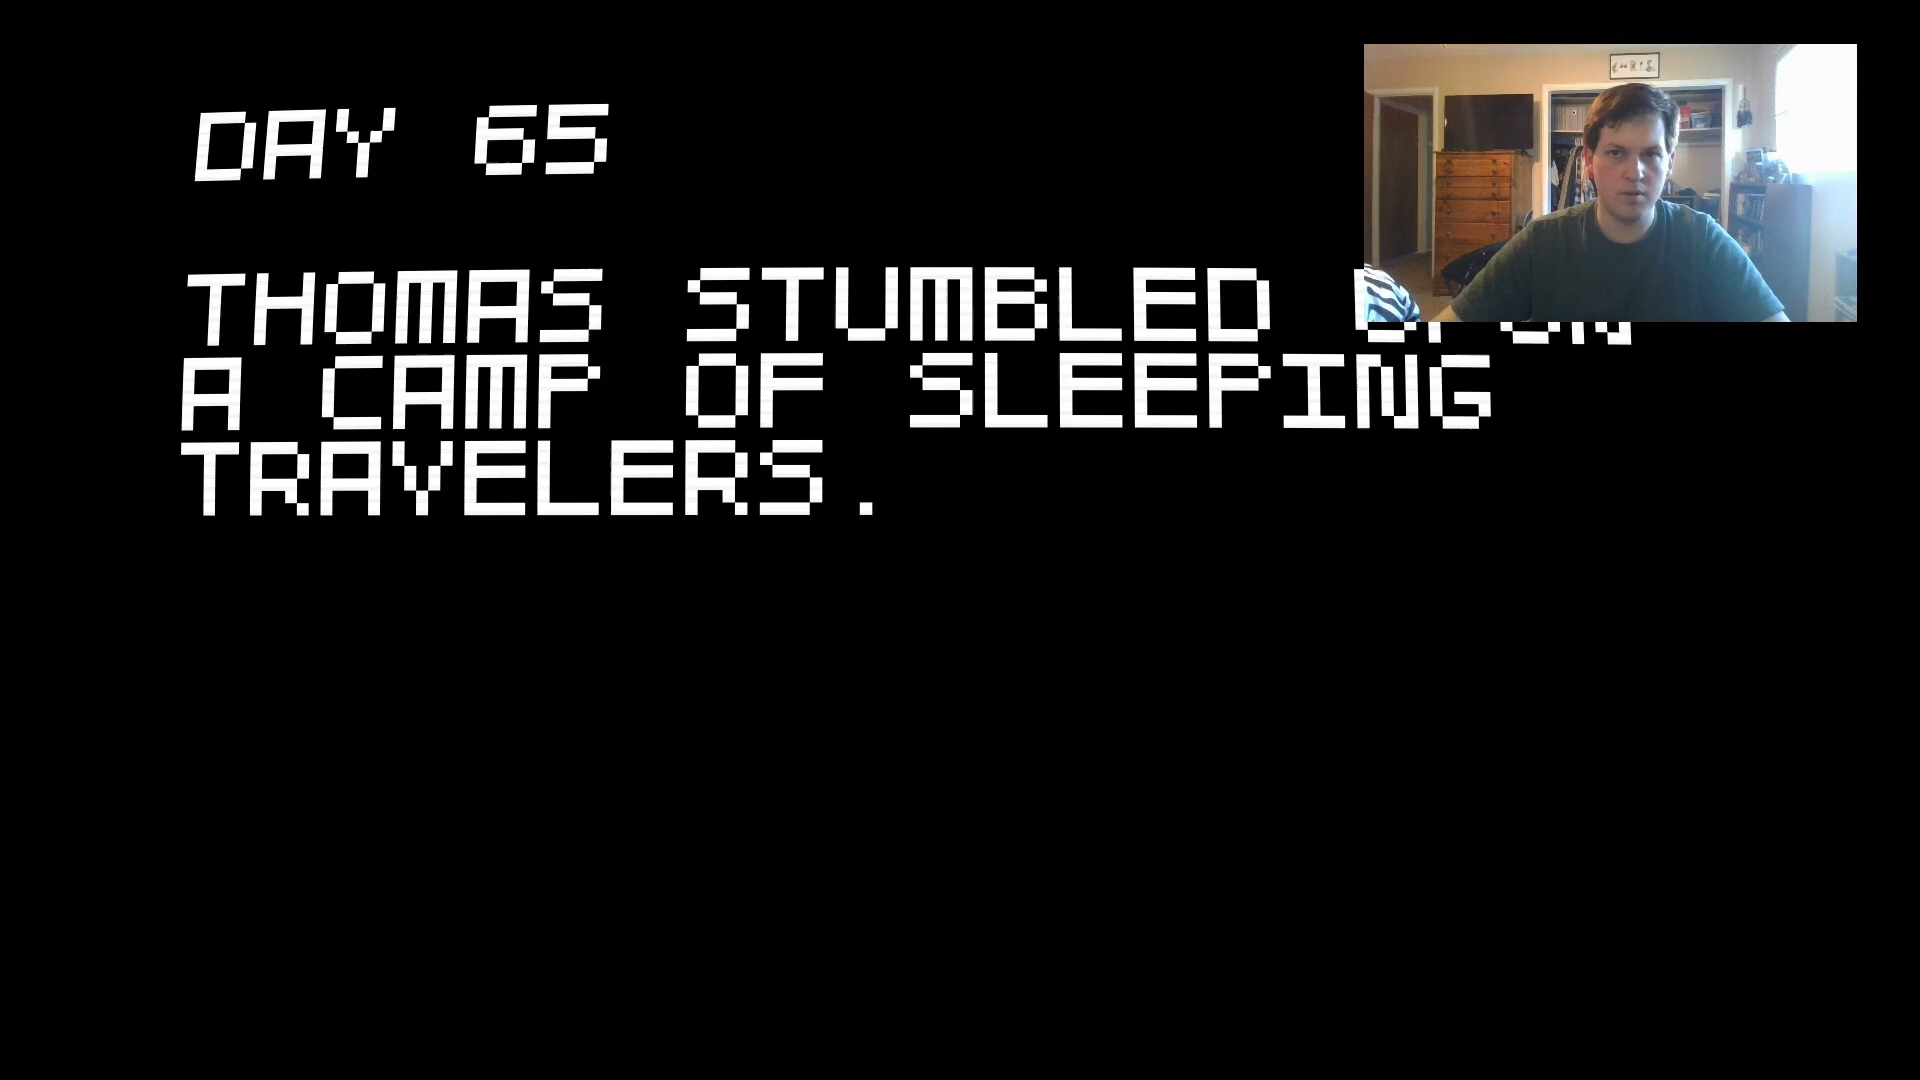 DAY 65
THOMAS STUMBLED
A CAMP OF SLEEPING
TRAVELERS.